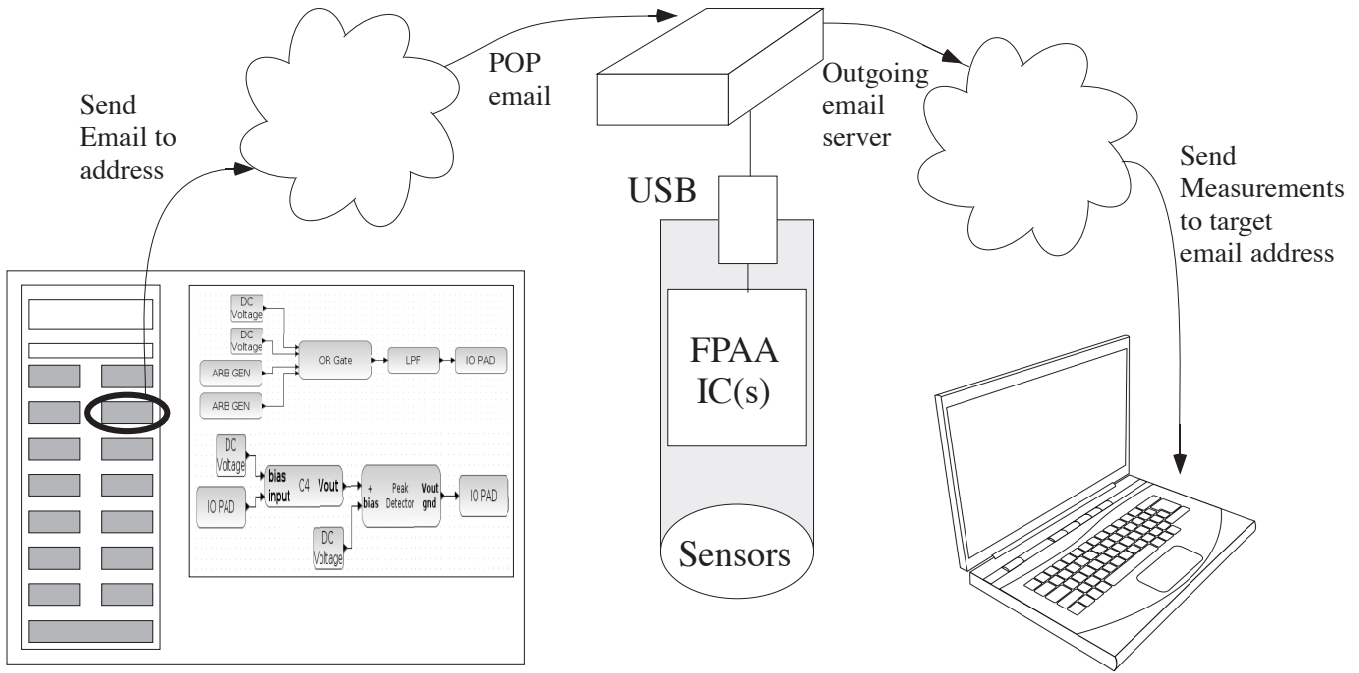 Send
Email to
address
POP
email
Outgoing
email
server
Send
Measurements
to target
email address
USB
FPAA
IC(s)
Sensors
DC
Voltage
DC
Voltage
ARB GEN
ARB GEN
OR Gate
LPF
IO PAD
DC
Voltage
IO PAD
bias
input
C4
Vout
DC
Voltage
+
bias
Peak
Detector
Vout
gnd
IO PAD